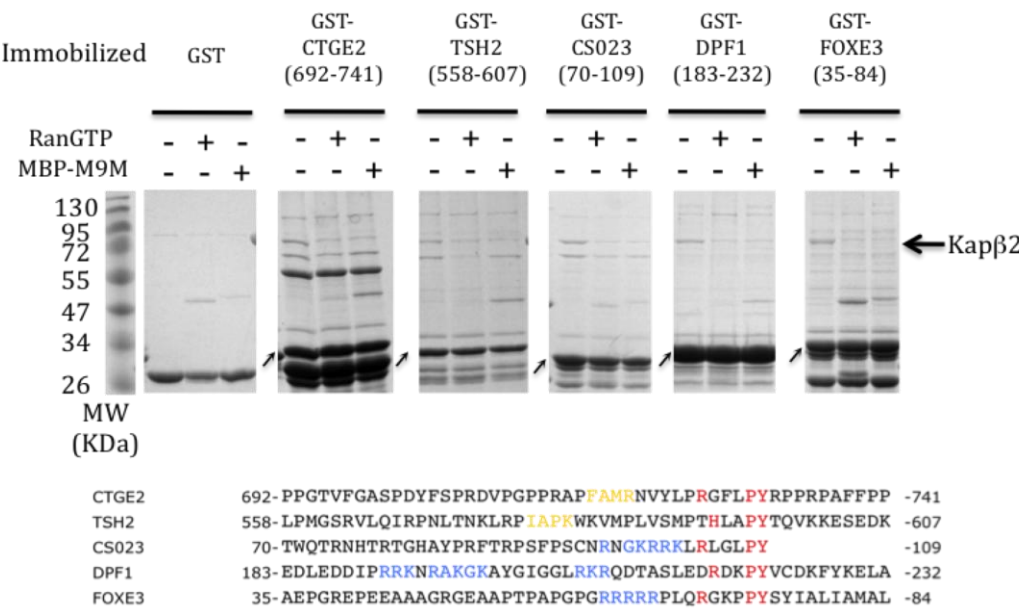 Immobilized GST GST-CTGE2 (692-741) GST-TSH2 (558-607) GST-CS023 (70-109) GST-DPF1 (183-232) GST-FOXE3 (35-84)
RanGTP - + - - + - - + - - + - - + -
MBP-M9M - - + - - + - - + - - + - - +
130
95
72
55
47
34
26
MW
(KDa)
Kapβ2
CTGE2 692-PPGTVFGASPDYFSPRDVPGPPRAPFAMRNVYLPRGFLPYRPPRPAFFPP -741
TSH2 558-LPMGSRVLQIRPNLTNKLRPIAPKWKVMPLVSMPTHLAPYTQVKKESEDK -607
CS023 70-TWQTRNHTRTGHAYPRFTRPSFPSCNRNGKRRKLRLGLPY -109
DPF1 183-EDLEDDIPRRKNRAKGKAYGIGGLRKRQDTASLEDRDKPYVCDKFYKELA -232
FOXE3 35-AEPGREPEEAAAGRGEAAPTPAPGPGRRRRRPLQRGKPPYSYIALIAMAL -84